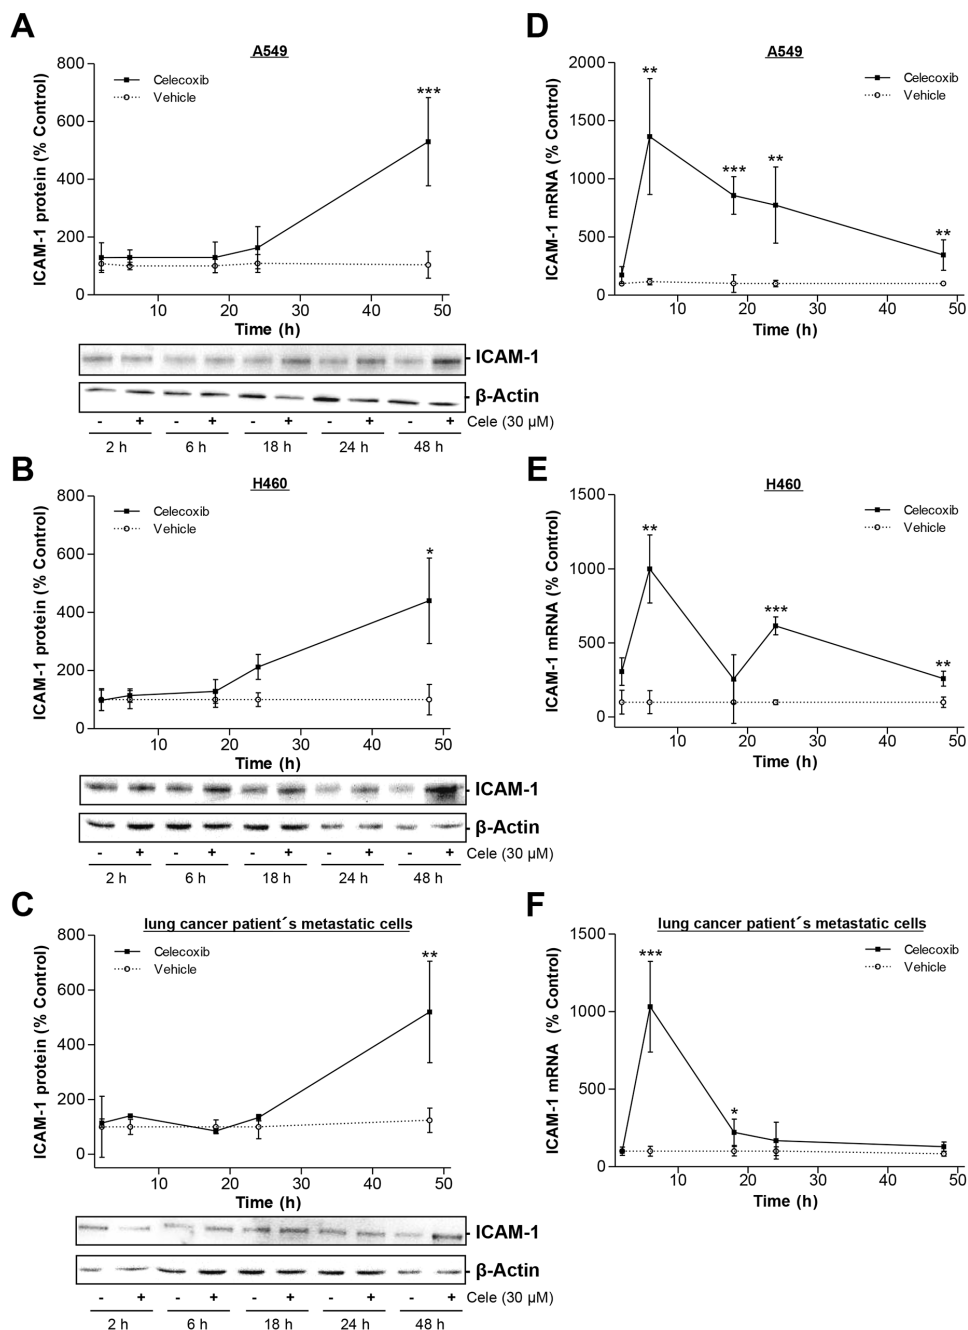 A
A549
ICAM-1 protein (% Control)
800
600
400
200
0
Celecoxib
Vehicle
***
10 20 30 40 50
Time (h)
ICAM-1
β-Actin
- + - + - + - + - + Cele (30 µM)
2 h 6 h 18 h 24 h 48 h
B
H460
ICAM-1 protein (% Control)
800
600
400
200
0
Celecoxib
Vehicle
*
10 20 30 40 50
Time (h)
ICAM-1
β-Actin
- + - + - + - + - + Cele (30 µM)
2 h 6 h 18 h 24 h 48 h
C
lung cancer patient´s metastatic cells
ICAM-1 protein (% Control)
800
600
400
200
0
Celecoxib
Vehicle
**
10 20 30 40 50
Time (h)
ICAM-1
β-Actin
- + - + - + - + - + Cele (30 µM)
2 h 6 h 18 h 24 h 48 h
D
A549
ICAM-1 mRNA (% Control)
2000
1500
1000
500
0
Celecoxib
Vehicle
** *** ** **
10 20 30 40 50
Time (h)
E
H460
ICAM-1 mRNA (% Control)
1500
1000
500
0
Celecoxib
Vehicle
** *** **
10 20 30 40 50
Time (h)
F
lung cancer patient´s metastatic cells
ICAM-1 mRNA (% Control)
1500
1000
500
0
Celecoxib
Vehicle
*** *
10 20 30 40 50
Time (h)